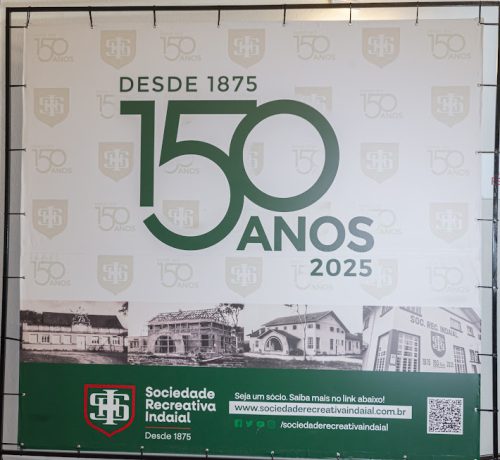 DESDE 1875
150
ANOS
2025
SOC. REC. INDAIAL
Sociedade
Recreativa
Indaial
Desde 1875
Seja um sócio. Saiba mais no link abaixo!
www.sociedaderecreativaindaial.com.br
/sociedaderecreativaindaial